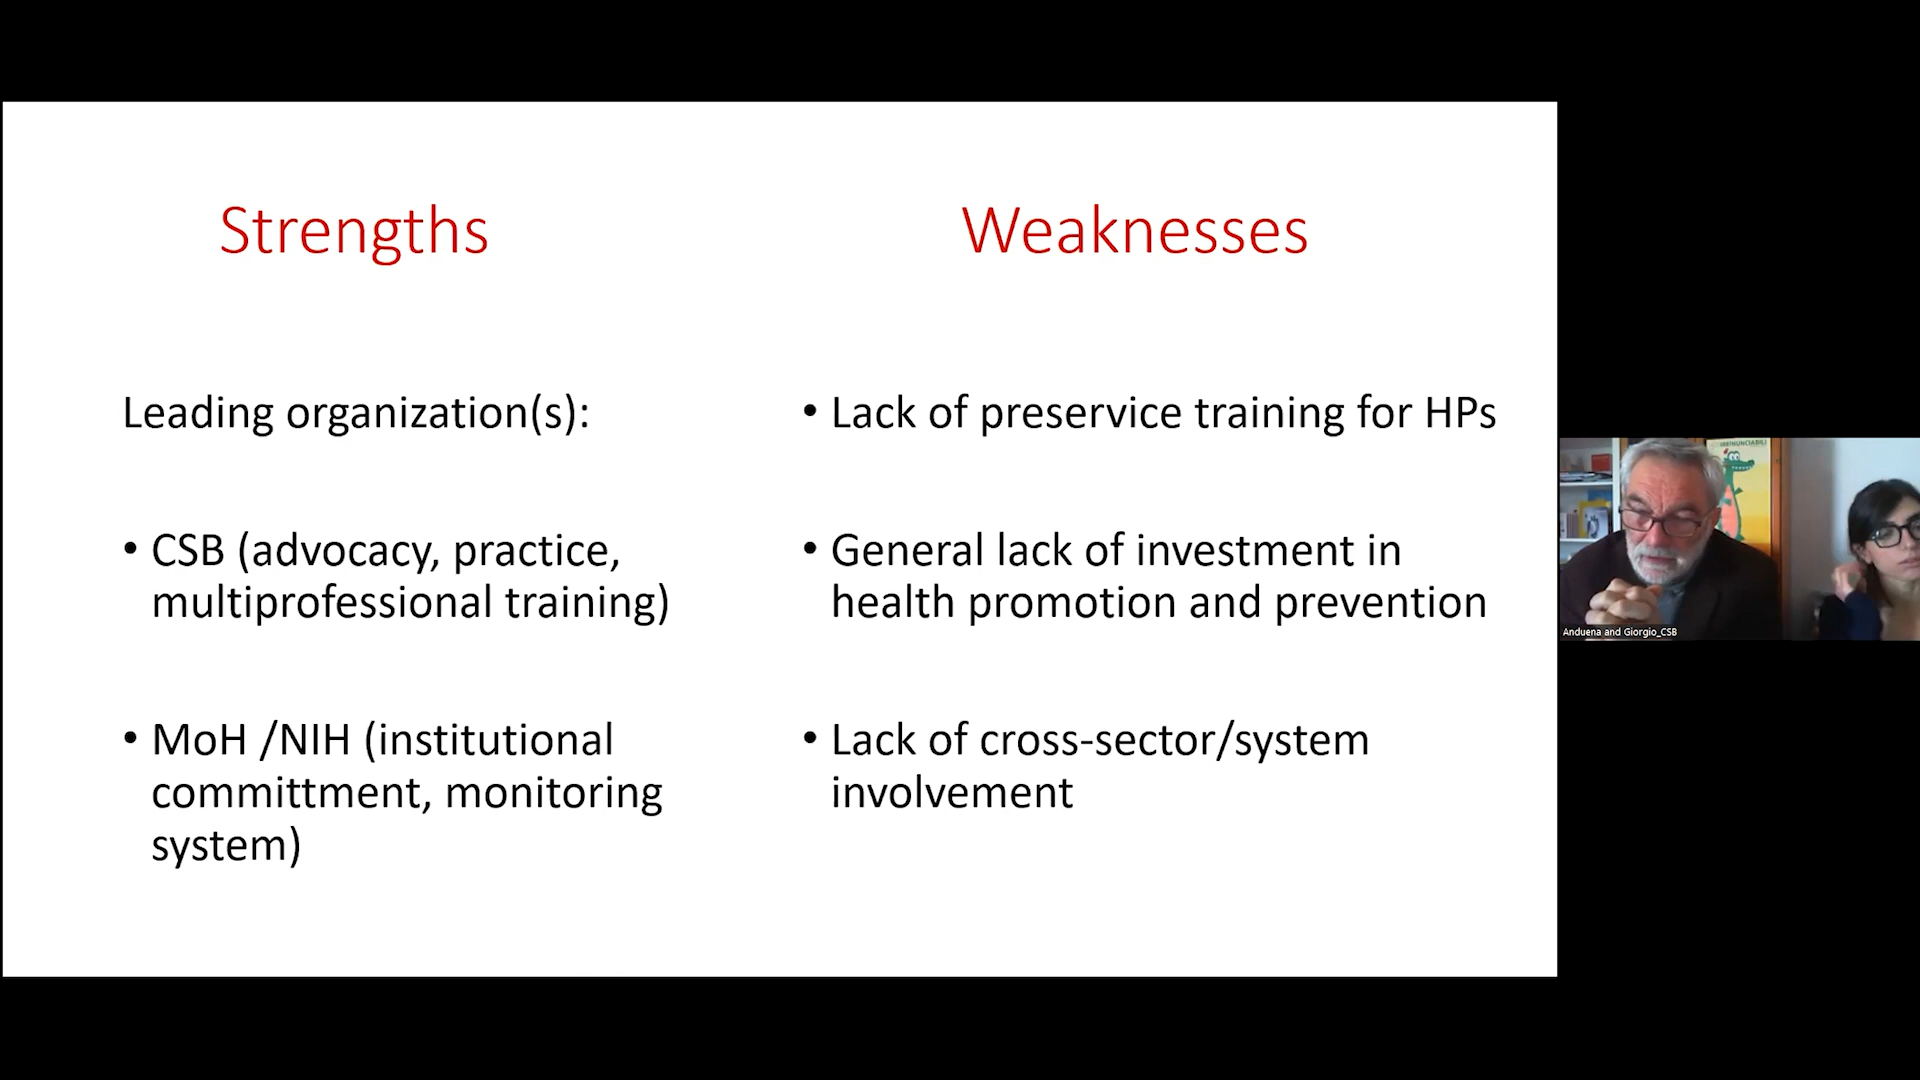 Strengths
Leading organization(s):
• CSB (advocacy, practice,
multiprofessional training)
• MoH /NIH (institutional
committment, monitoring
system)
Weaknesses
• Lack of preservice training for HPs
• General lack of investment in
health promotion and prevention
• Lack of cross-sector/system
involvement
Anduena and Giorgio_CSB